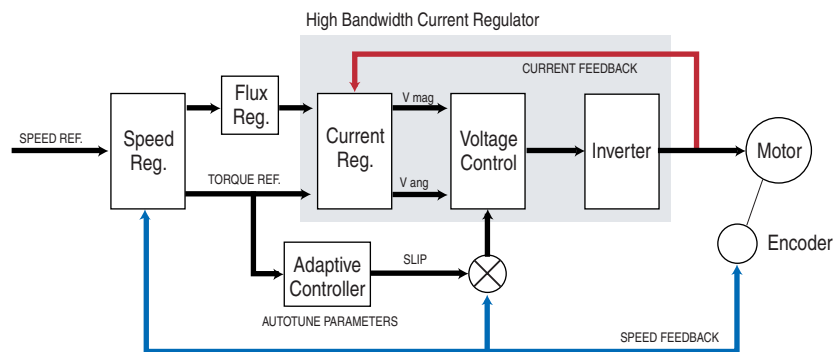 High Bandwidth Current Regulator
CURRENT FEEDBACK
Flux
Reg.
V mag
SPEED REF.
Speed
Reg.
Current
Reg.
Voltage
Control
Inverter
Motor
TORQUE REF.
V ang
Encoder
Adaptive
Controller
SLIP
AUTOTUNE PARAMETERS
SPEED FEEDBACK